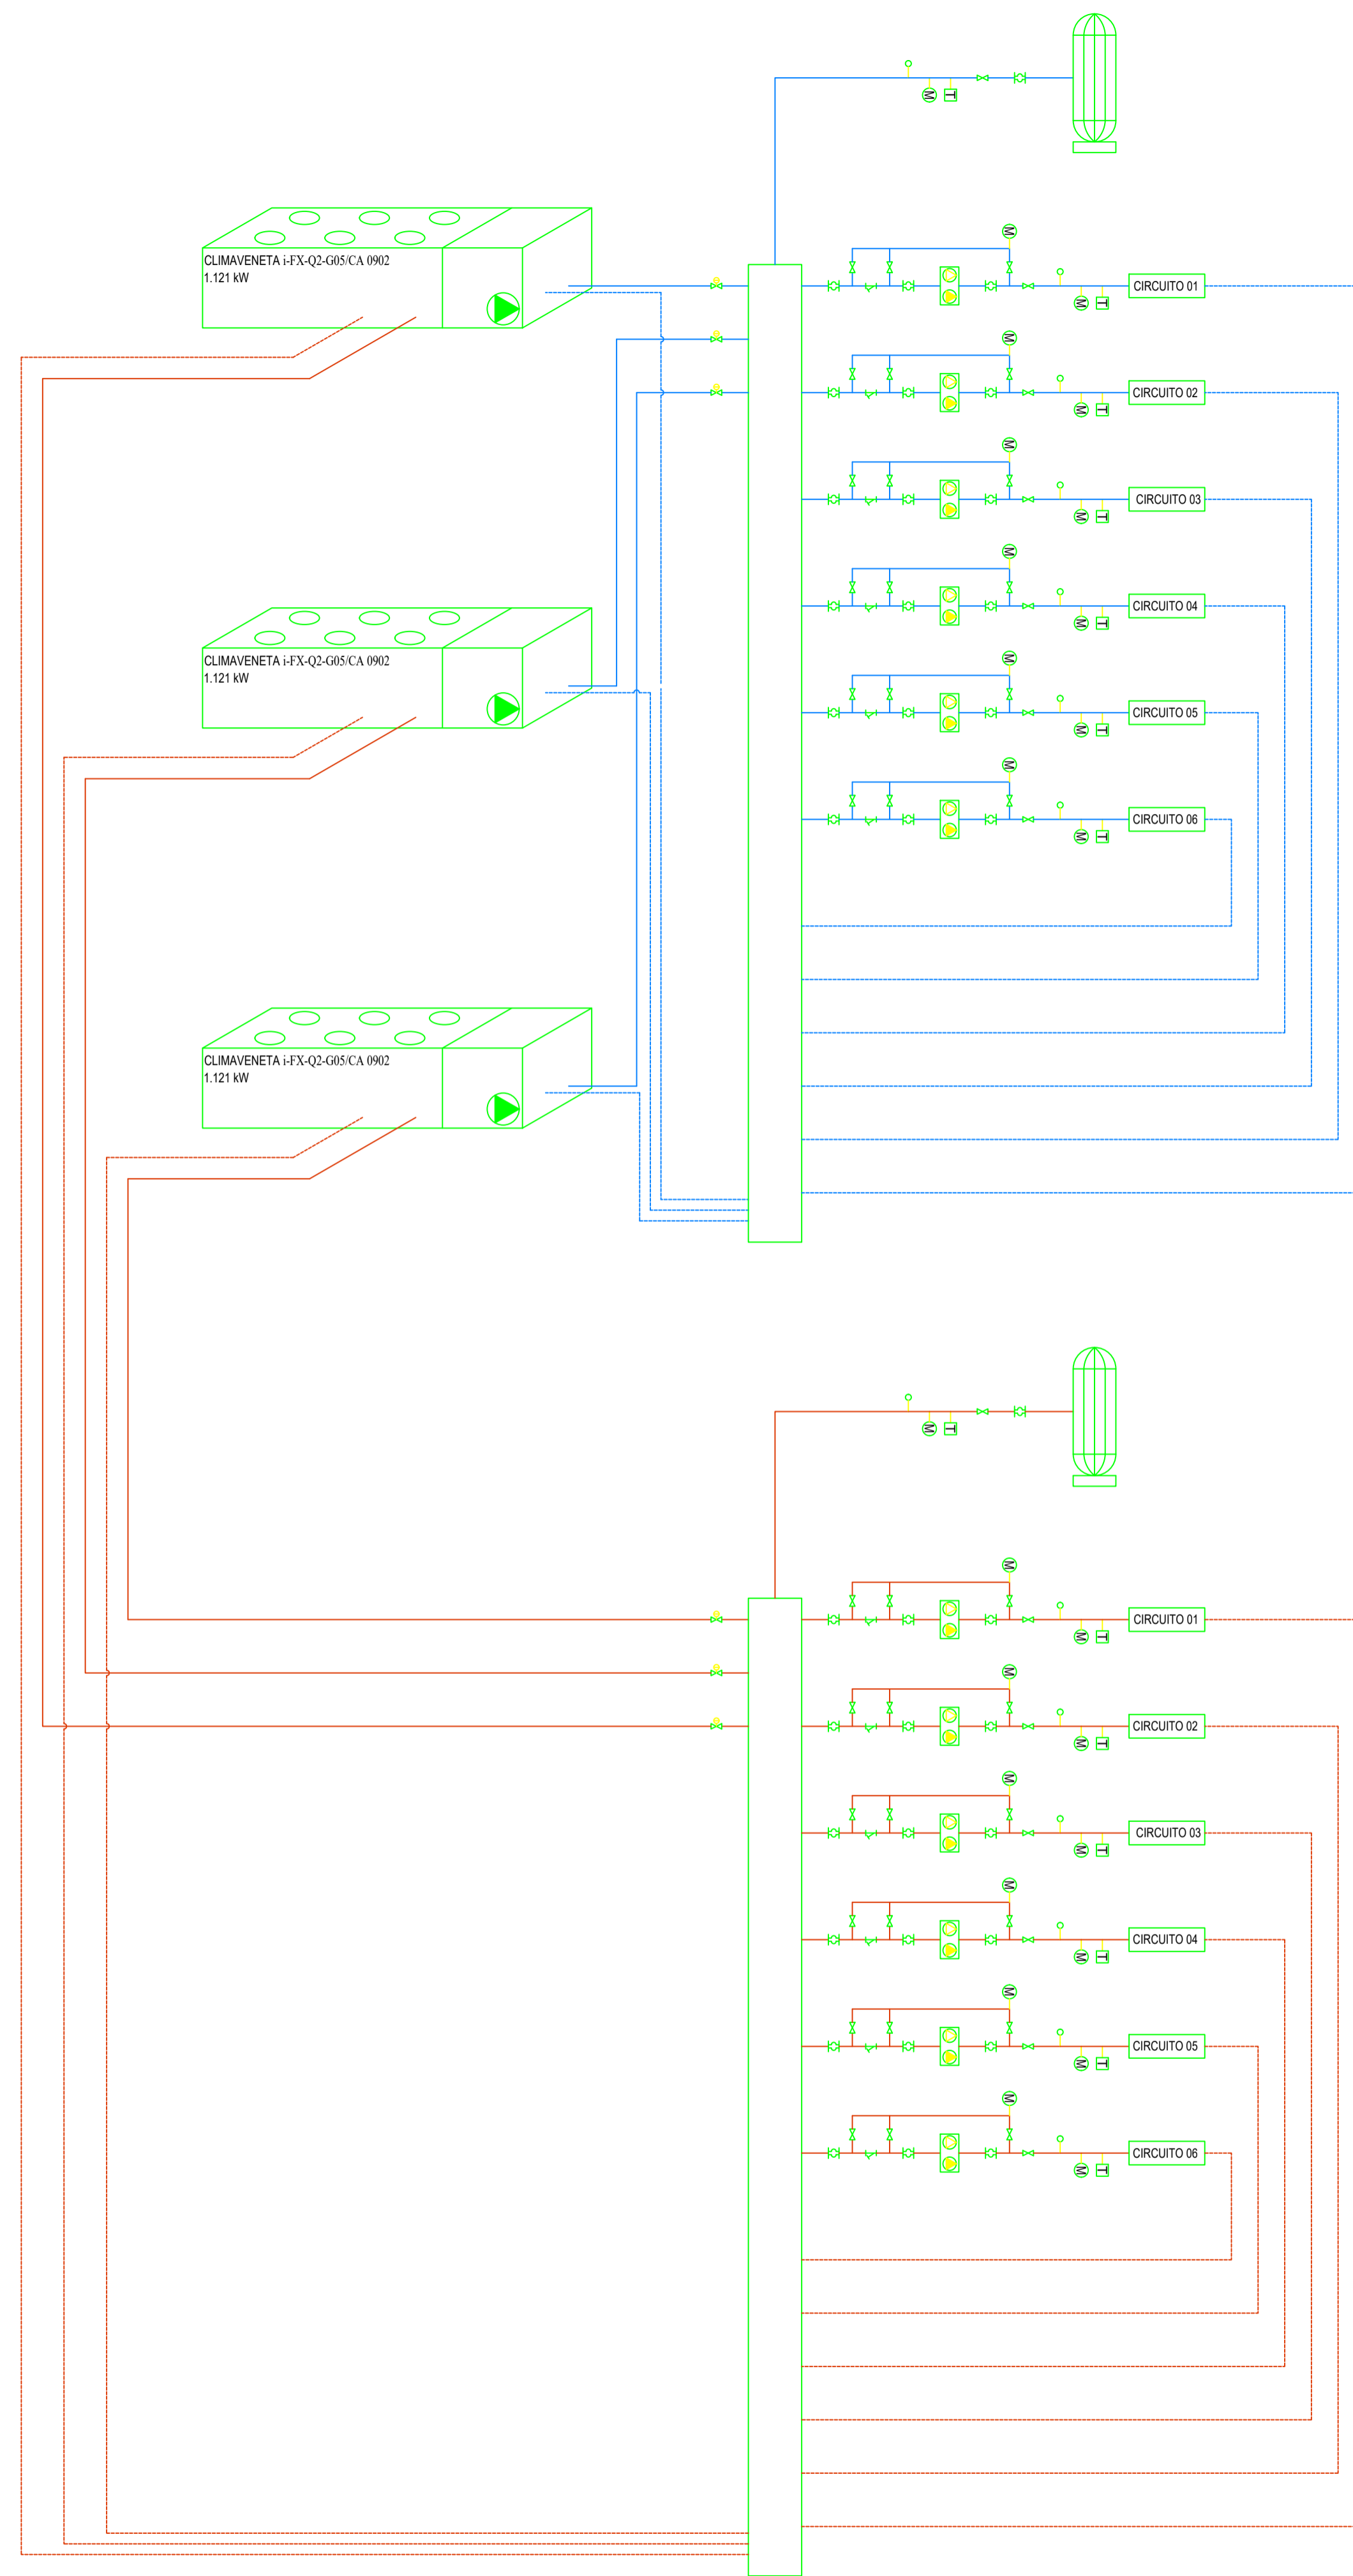 M
T
CLIMAVENETA i-FX-Q2-G05/CA 0902
1.121 kW
M
M
T
CIRCUITO 01
M
M
T
CIRCUITO 02
M
M
T
CIRCUITO 03
M
M
T
CIRCUITO 04
CLIMAVENETA i-FX-Q2-G05/CA 0902
1.121 kW
M
M
T
CIRCUITO 05
M
M
T
CIRCUITO 06
CLIMAVENETA i-FX-Q2-G05/CA 0902
1.121 kW
M
T
M
M
T
CIRCUITO 01
M
M
T
CIRCUITO 02
M
M
T
CIRCUITO 03
M
M
T
CIRCUITO 04
M
M
T
CIRCUITO 05
M
M
T
CIRCUITO 06